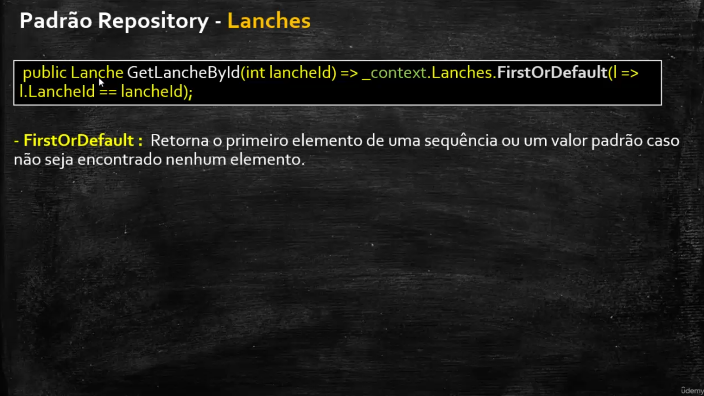 Padrão Repository - Lanches
public Lanche GetLancheById(int lancheId) => _context.Lanches.FirstOrDefault(l =>
l.LancheId == lancheId);
- FirstOrDefault : Retorna o primeiro elemento de uma sequência ou um valor padrão caso
não seja encontrado nenhum elemento.
ûdemy